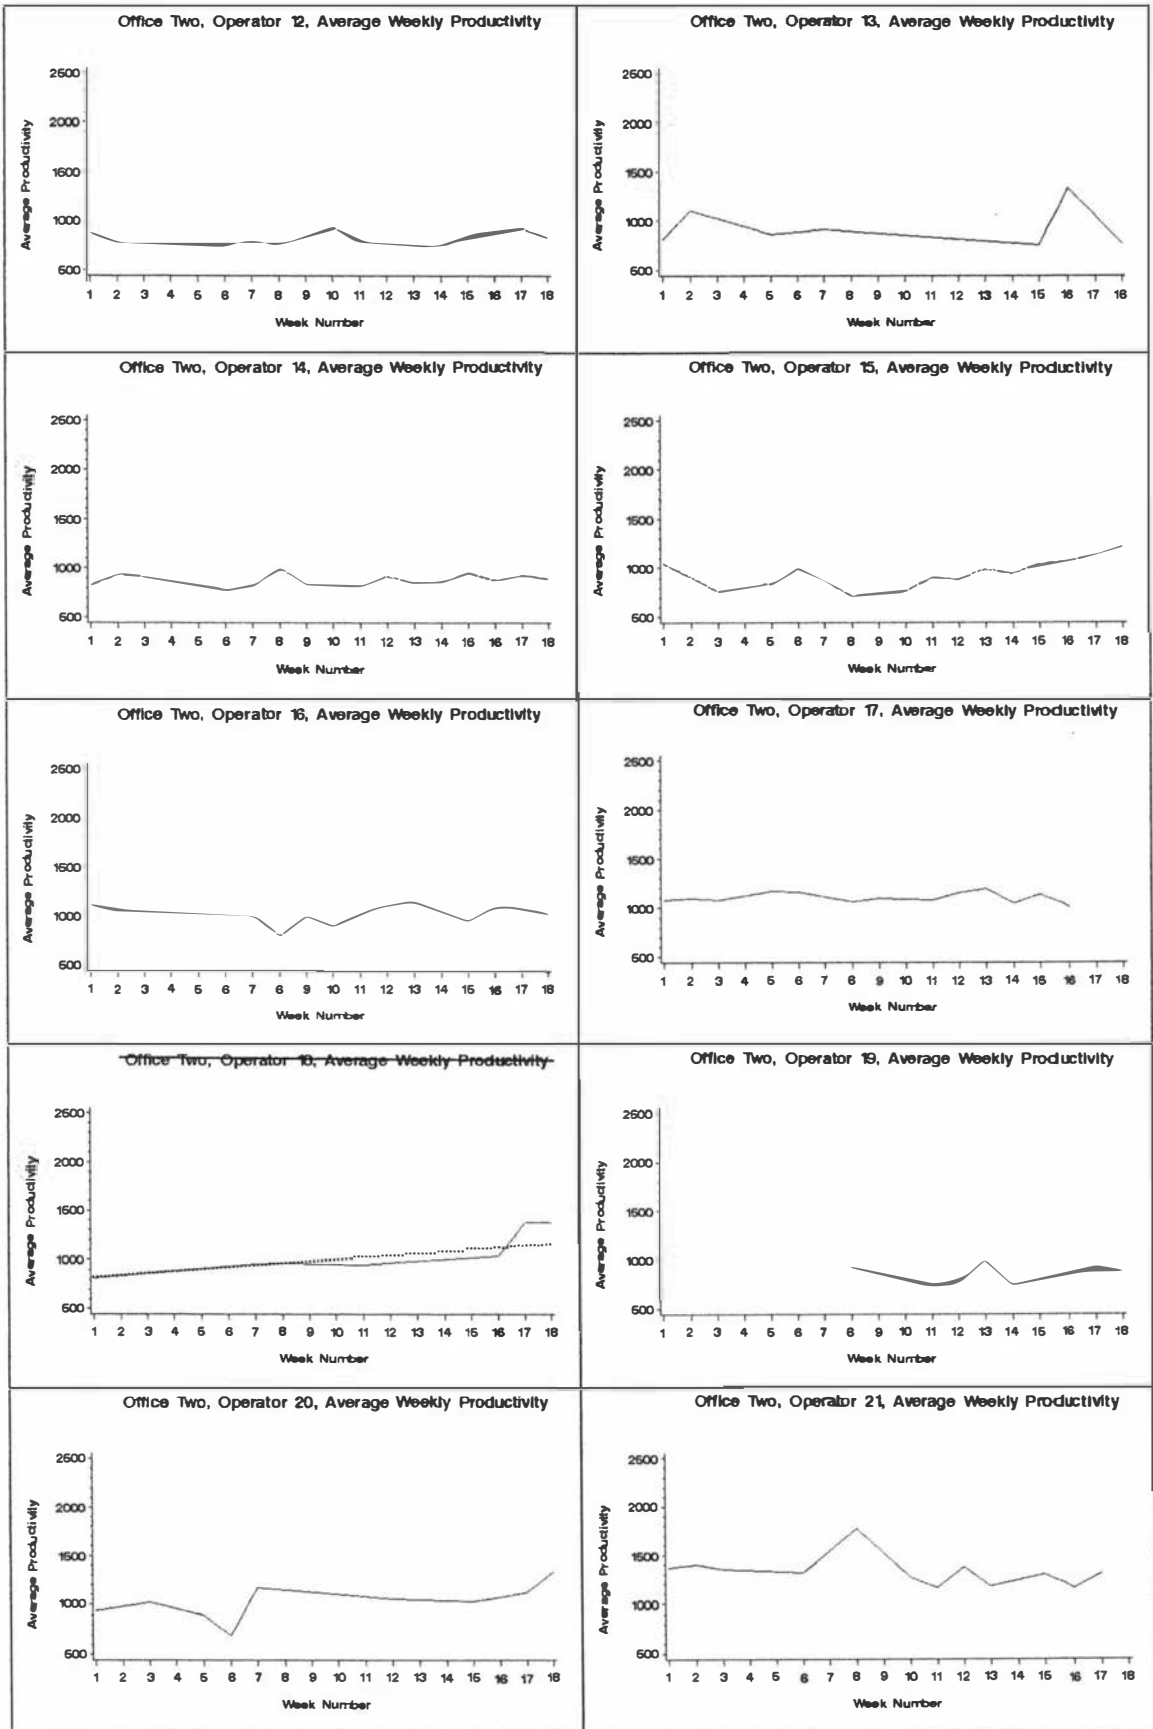 Office Two, Operator 12, Average Weekly Productivity
2500
2000
1500
1000
500
Average Productivity
1 2 3 4 5 6 7 8 9 10 11 12 13 14 15 16 17 18
Week Number
Office Two, Operator 13, Average Weekly Productivity
2500
2000
1500
1000
500
Average Productivity
1 2 3 4 5 6 7 8 9 10 11 12 13 14 15 16 17 18
Week Number
Office Two, Operator 14, Average Weekly Productivity
2500
2000
1500
1000
500
Average Productivity
1 2 3 4 5 6 7 8 9 10 11 12 13 14 15 16 17 18
Week Number
Office Two, Operator 15, Average Weekly Productivity
2500
2000
1500
1000
500
Average Productivity
1 2 3 4 5 6 7 8 9 10 11 12 13 14 15 16 17 18
Week Number
Office Two, Operator 16, Average Weekly Productivity
2500
2000
1500
1000
500
Average Productivity
1 2 3 4 5 6 7 8 9 10 11 12 13 14 15 16 17 18
Week Number
Office Two, Operator 17, Average Weekly Productivity
2500
2000
1500
1000
500
Average Productivity
1 2 3 4 5 6 7 8 9 10 11 12 13 14 15 16 17 18
Week Number
Office Two, Operator 18, Average Weekly Productivity
2500
2000
1500
1000
500
Average Productivity
1 2 3 4 5 6 7 8 9 10 11 12 13 14 15 16 17 18
Week Number
Office Two, Operator 19, Average Weekly Productivity
2500
2000
1500
1000
500
Average Productivity
1 2 3 4 5 6 7 8 9 10 11 12 13 14 15 16 17 18
Week Number
Office Two, Operator 20, Average Weekly Productivity
2500
2000
1500
1000
500
Average Productivity
1 2 3 4 5 6 7 8 9 10 11 12 13 14 15 16 17 18
Week Number
Office Two, Operator 21, Average Weekly Productivity
2500
2000
1500
1000
500
Average Productivity
1 2 3 4 5 6 7 8 9 10 11 12 13 14 15 16 17 18
Week Number